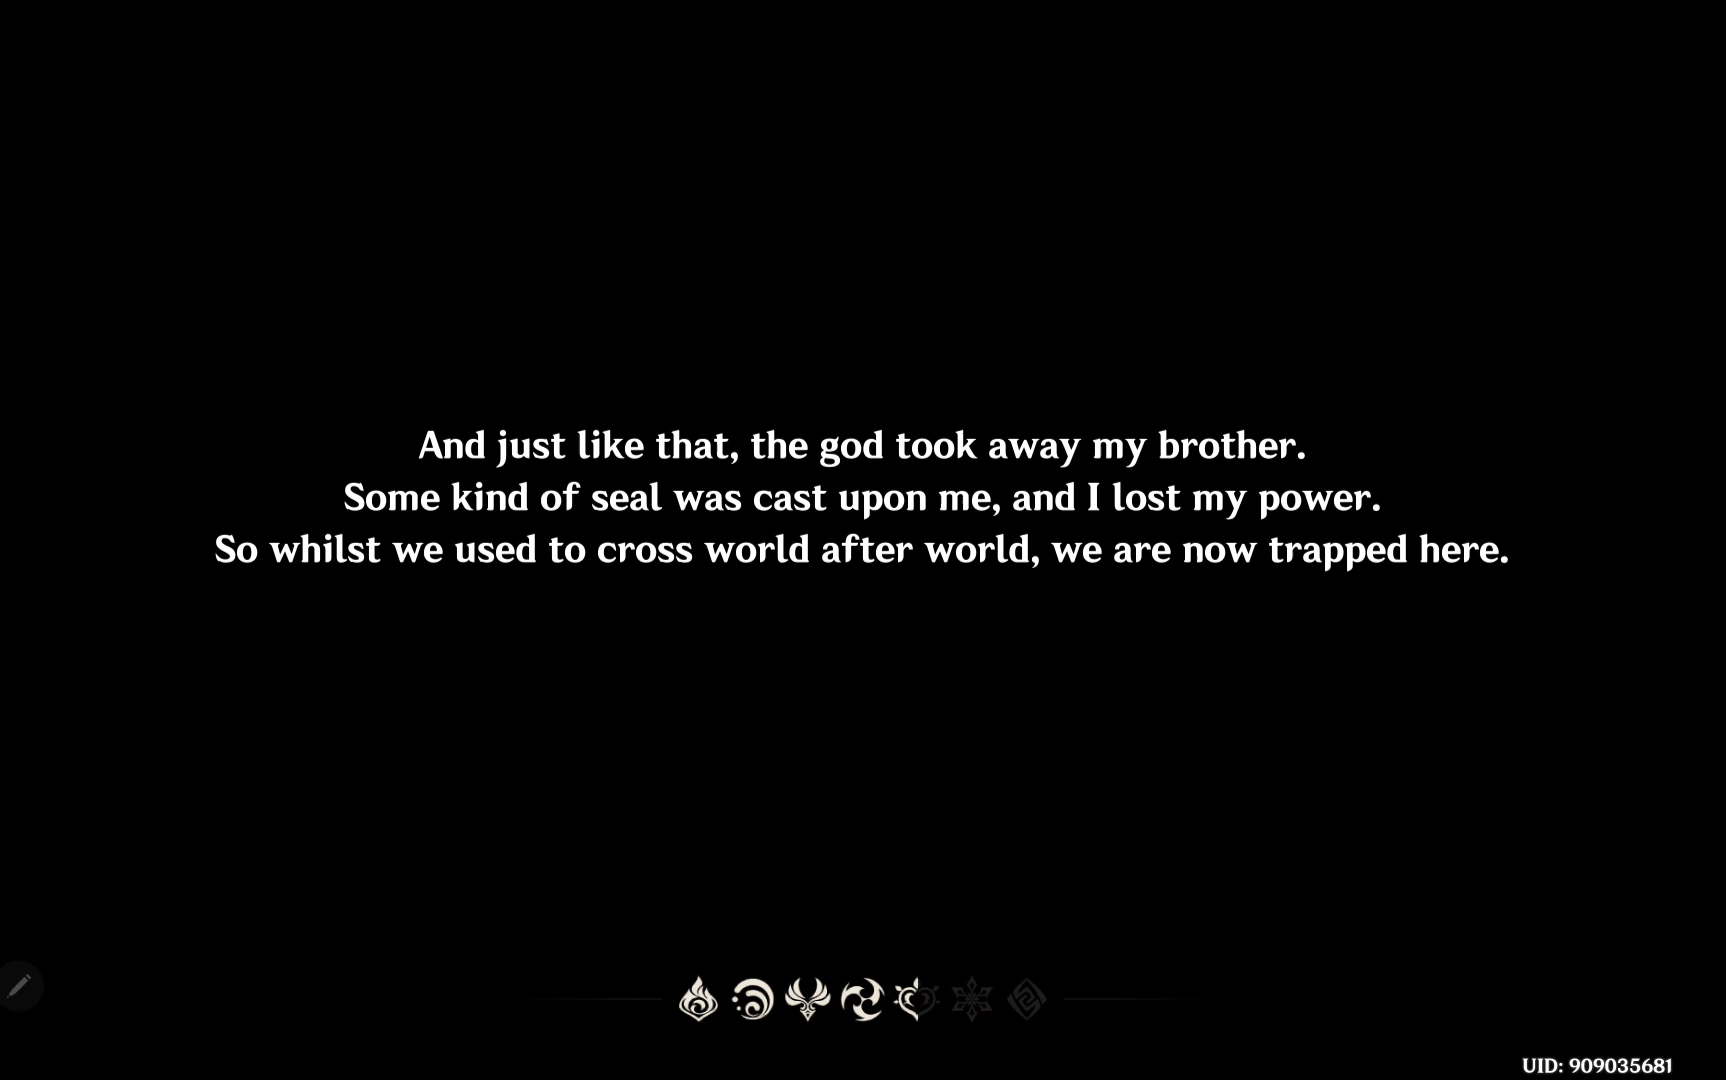 And just like that, the god took away my brother.
Some kind of seal was cast upon me, and I lost my power.
So whilst we used to cross world after world, we are now trapped here.
UID: 909035681